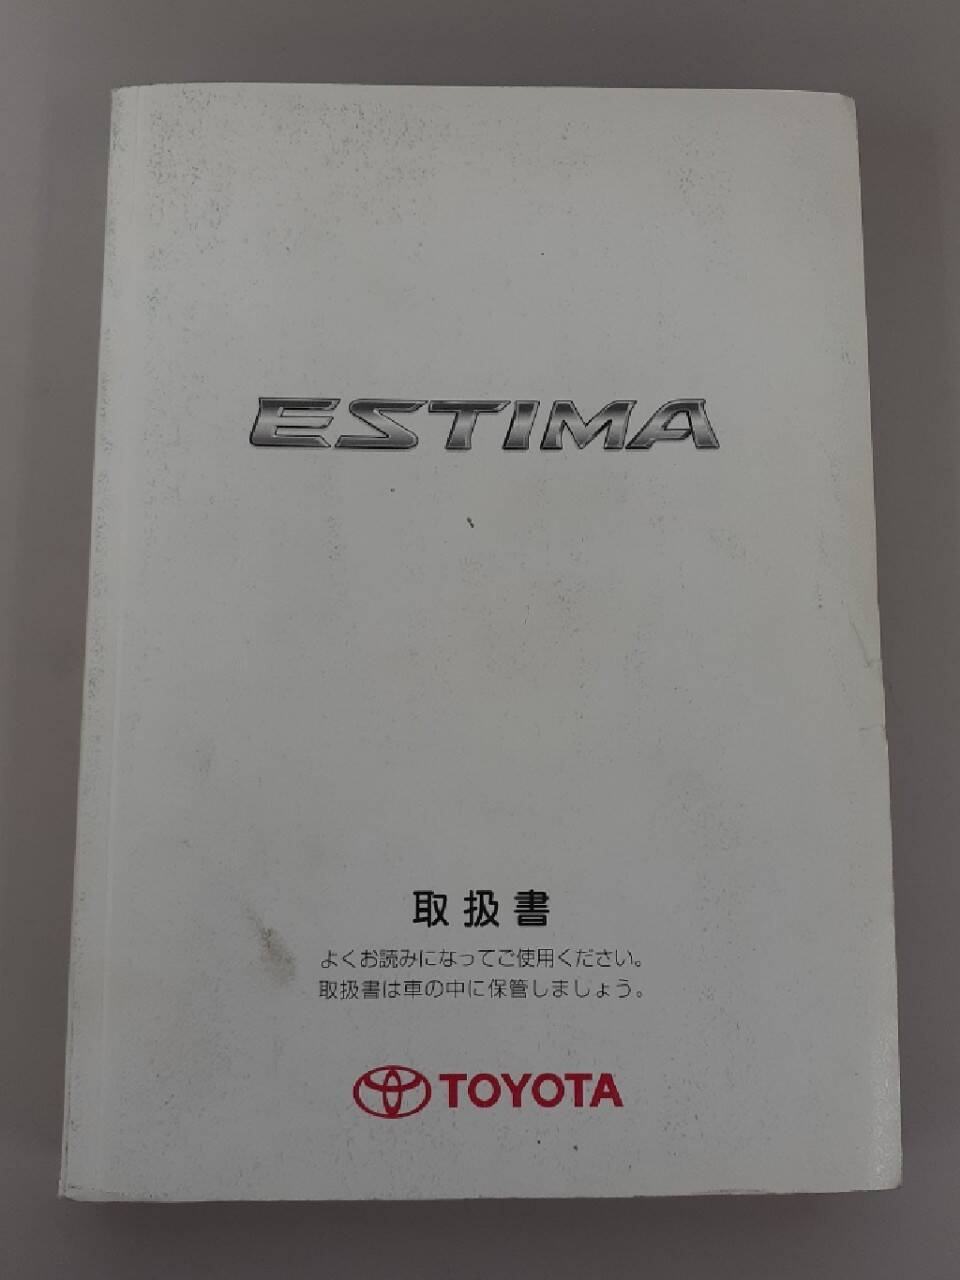 ESTIMA
取扱書
よくお読みになってご使用ください。
取扱書は車の中に保管しましょう。
TOYOTA